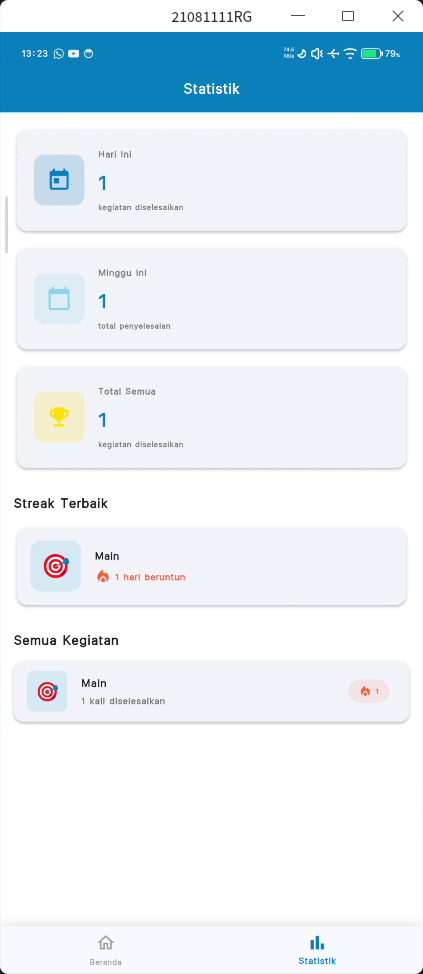 21081111RG
13:23
74.5
KB/s
79%
Statistik
Hari Ini
1
kegiatan diselesaikan
Minggu Ini
1
total penyelesaian
Total Semua
1
kegiatan diselesaikan
Streak Terbaik
Main
1 hari beruntun
Semua Kegiatan
Main
1 kali diselesaikan
1
Beranda
Statistik